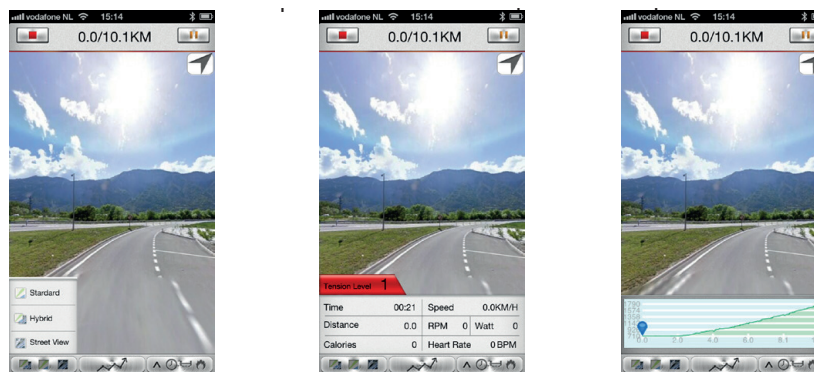 vodafone NL 15:14
0.0/10.1KM
Stardard
Hybrid
Street View
vodafone NL 15:14
0.0/10.1KM
Tension Level 1
Time 00:21 Speed 0.0KM/H
Distance 0.0 RPM 0 Watt 0
Calories 0 Heart Rate 0 BPM
vodafone NL 15:14
0.0/10.1KM
0.0 2.0 4.0 6.0 8.1